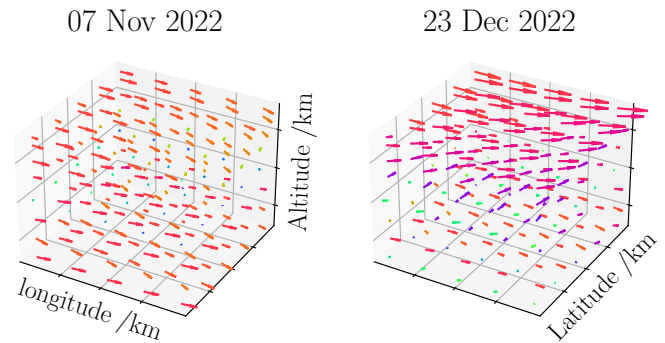 07 Nov 2022
23 Dec 2022
Altitude /km
longitude /km
Latitude /km